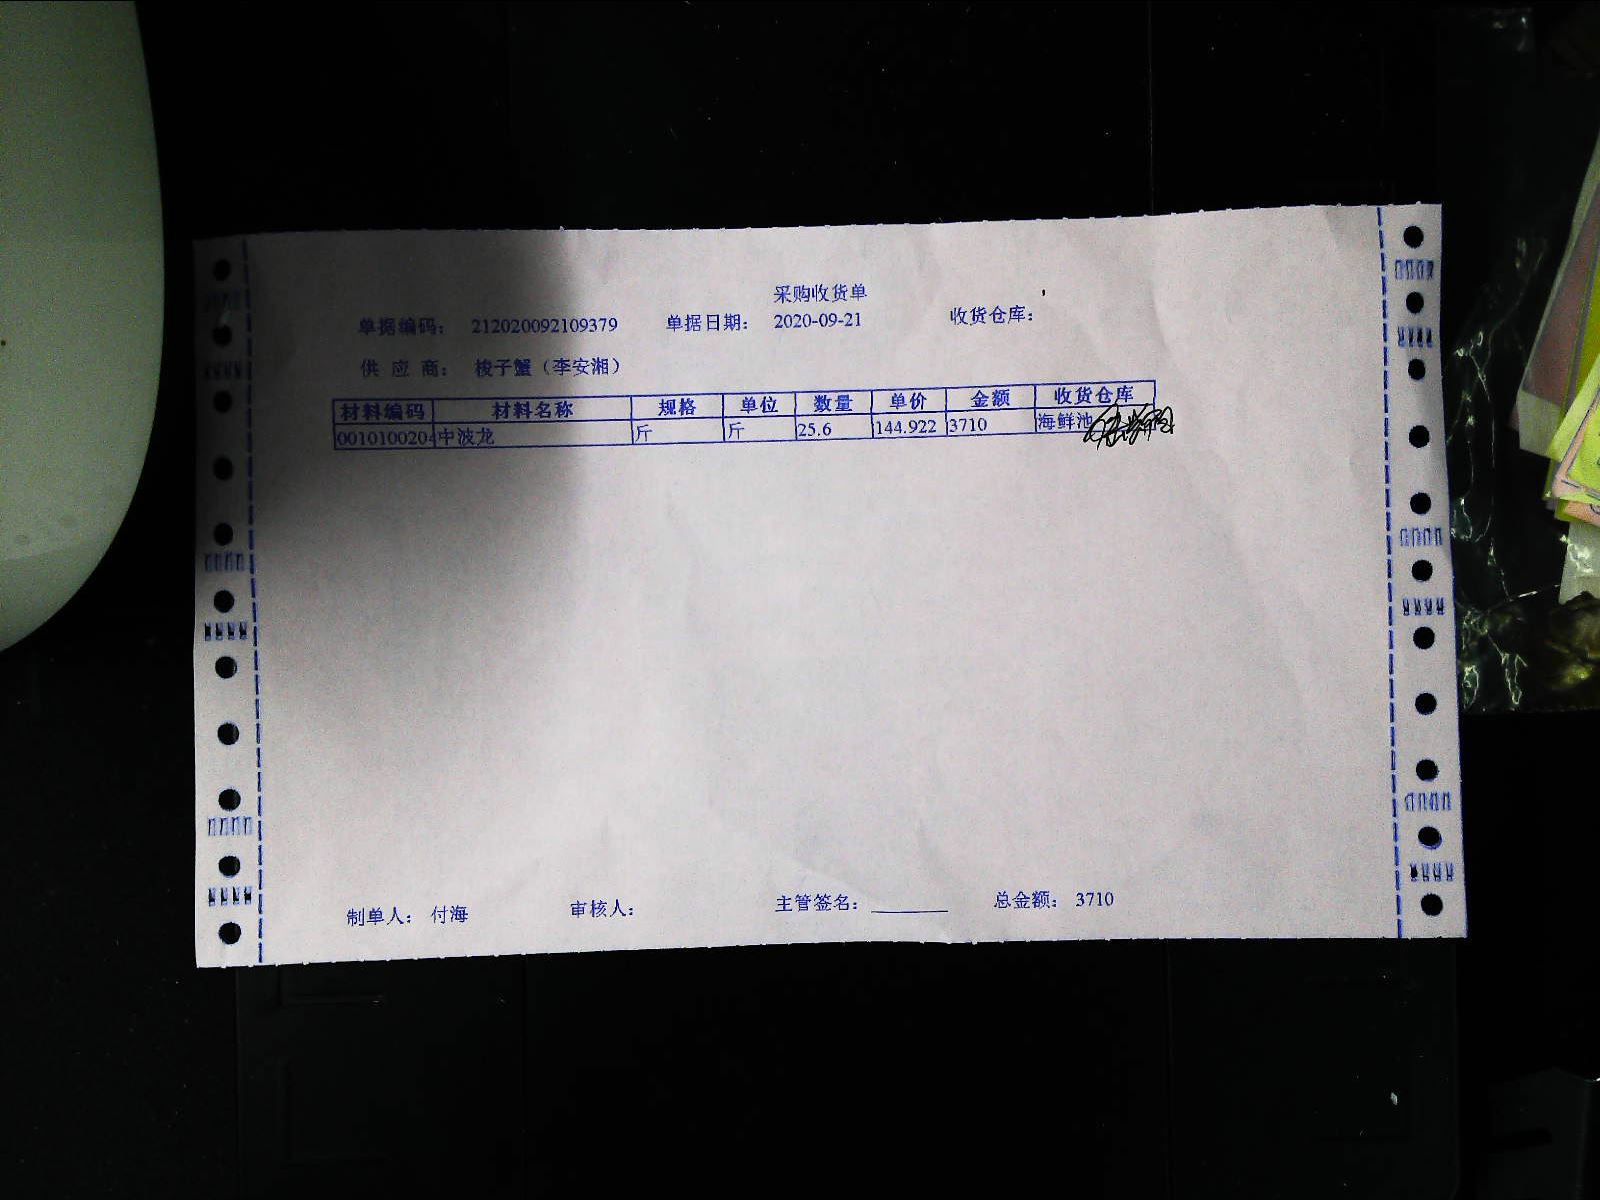 采购收货单
单据编码： 212020092109379 单据日期： 2020-09-21 收货仓库：
供 应 商： 梭子蟹（李安湘）
材料编码 材料名称 规格 单位 数量 单价 金额 收货仓库
001010020 中波龙 斤 斤 25.6 144.922 3710 海鲜池
制单人： 付海 审核人： 主管签名： 总金额： 3710